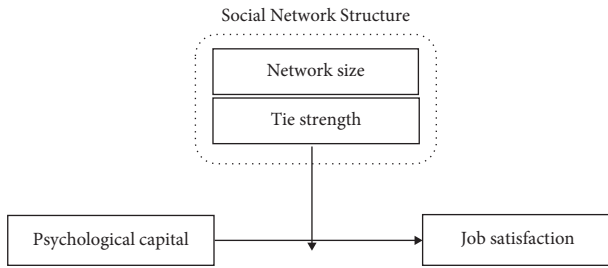 Social Network Structure
Network size
Tie strength
Psychological capital
Job satisfaction